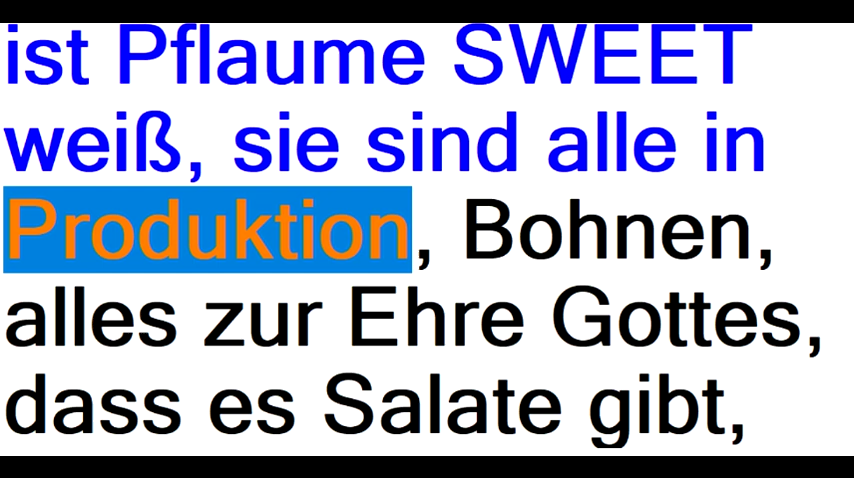 ist Pflaume SWEET
weiß, sie sind alle in
Produktion, Bohnen,
alles zur Ehre Gottes,
dass es Salate gibt,